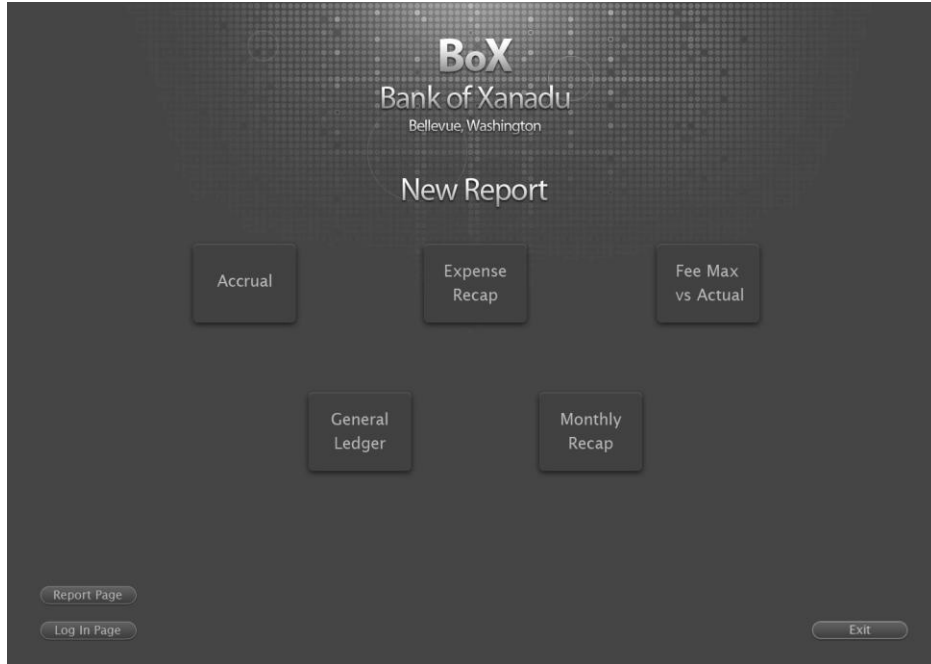 BoX
Bank of Xanadu
Bellevue, Washington
New Report
Accrual
Expense
Recap
Fee Max
vs Actual
General
Ledger
Monthly
Recap
Report Page
Log In Page
Exit